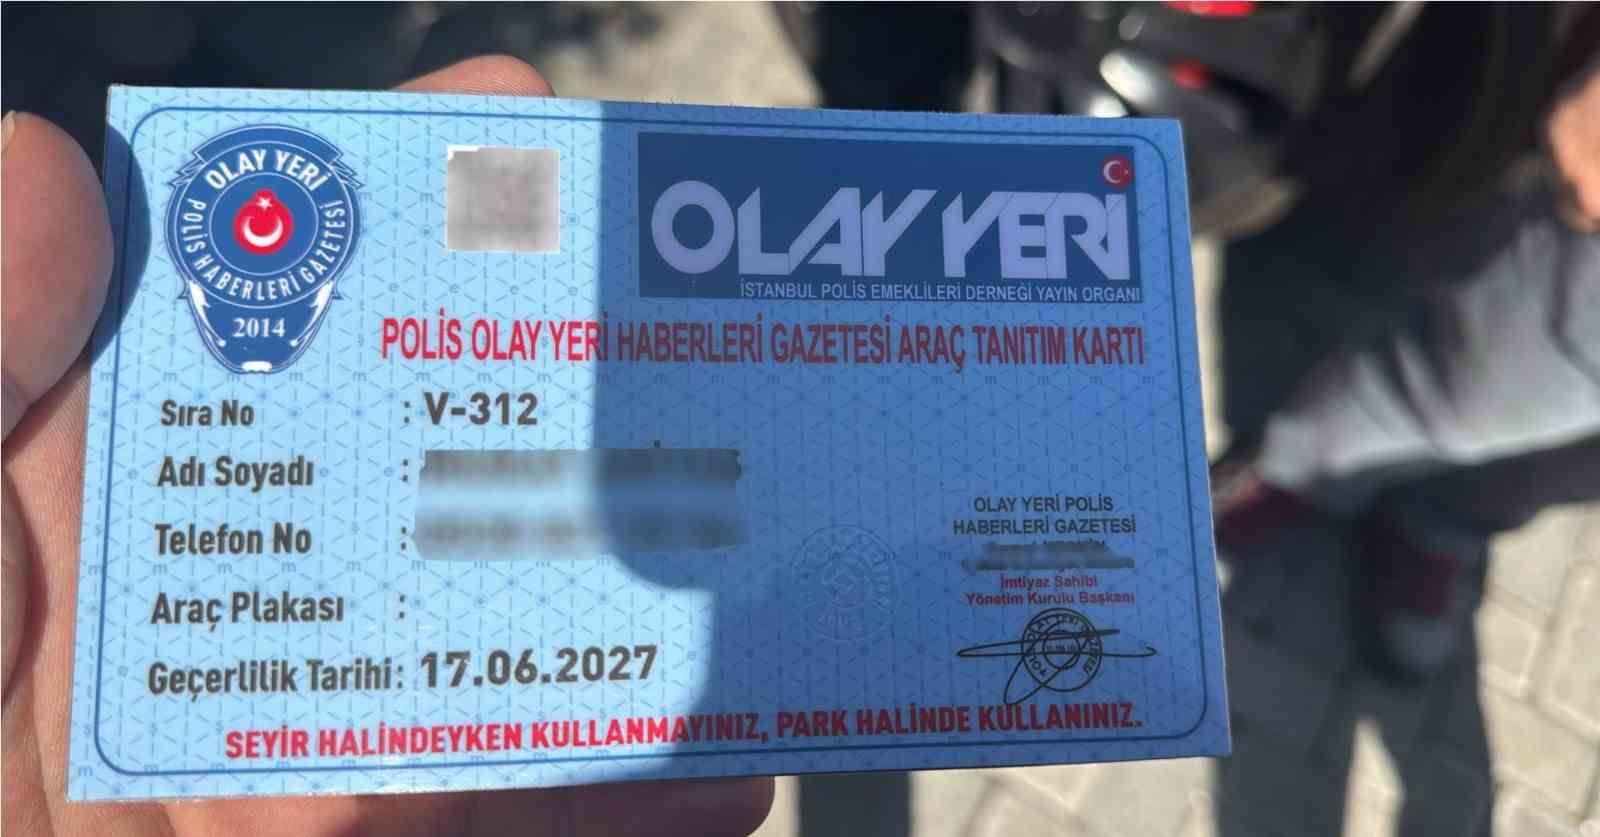 OLAY YERİ
POLİS HABERLERİ GAZETESİ
2014
OLAY YERİ
İSTANBUL POLİS EMEKLİLERİ DERNEĞİ YAYIN ORGANI
POLİS OLAY YERİ HABERLERİ GAZETESİ ARAÇ TANITIM KARTI
Sıra No : V-312
Adı Soyadı :
Telefon No :
Araç Plakası :
Geçerlilik Tarihi: 17.06.2027
OLAY YERİ POLİS
HABERLERİ GAZETESİ
İmtiyaz Sahibi
Yönetim Kurulu Başkanı
SEYİR HALİNDEYKEN KULLANMAYINIZ, PARK HALİNDE KULLANINIZ.